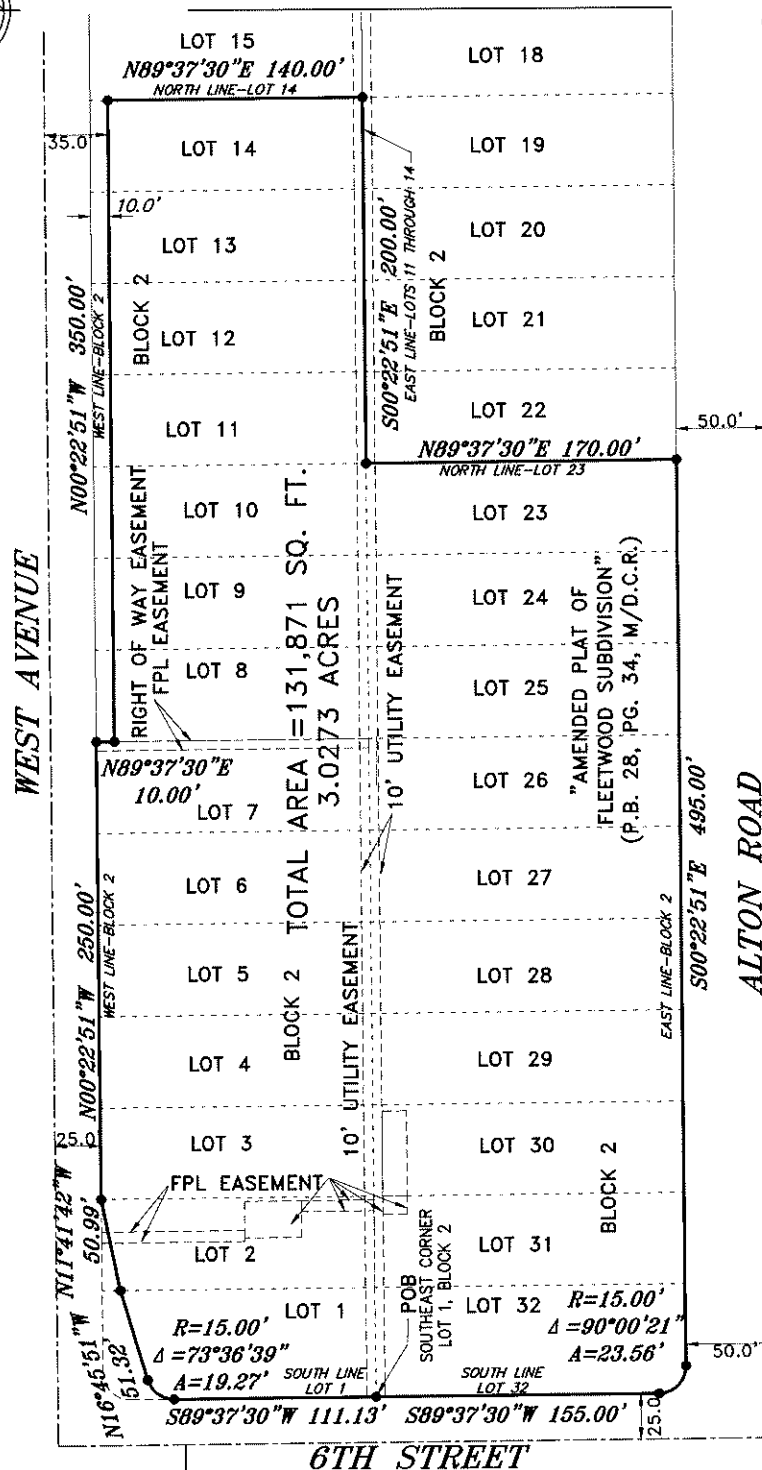 LOT 15
N89°37'30"E 140.00'
NORTH LINE-LOT 14
LOT 18
35.0'
LOT 14
LOT 19
10.0'
LOT 13
LOT 20
S00°22'51"E 200.00'
EAST LINE-LOTS 11 THROUGH 14
BLOCK 2
BLOCK 2
N00°22'51"W 350.00'
WEST LINE-BLOCK 2
LOT 12
LOT 21
LOT 11
LOT 22
50.0'
N89°37'30"E 170.00'
NORTH LINE-LOT 23
LOT 10
LOT 23
RIGHT OF WAY EASEMENT
FPL EASEMENT
TOTAL AREA =131,871 SQ. FT.
3.0273 ACRES
10' UTILITY EASEMENT
WEST AVENUE
LOT 9
LOT 24
"AMENDED PLAT OF
FLEETWOOD SUBDIVISION"
(P.B. 28, PG. 34, M/D.C.R.)
LOT 8
LOT 25
N89°37'30"E
10.00'
LOT 26
LOT 7
S00°22'51"E 495.00'
EAST LINE-BLOCK 2
ALTON ROAD
LOT 6
LOT 27
N00°22'51"W 250.00'
WEST LINE-BLOCK 2
LOT 5
BLOCK 2
10' UTILITY EASEMENT
LOT 28
LOT 4
LOT 29
25.0'
LOT 3
LOT 30
BLOCK 2
FPL EASEMENT
N11°41'42"W
50.99'
LOT 2
LOT 31
POB
SOUTHEAST CORNER
LOT 1, BLOCK 2
LOT 1
LOT 32
N16°45'51"W
51.32'
R=15.00'
Δ=73°36'39"
A=19.27'
R=15.00'
Δ=90°00'21"
A=23.56'
50.0'
SOUTH LINE
LOT 1
SOUTH LINE
LOT 32
S89°37'30"W 111.13'
S89°37'30"W 155.00'
25.0'
6TH STREET